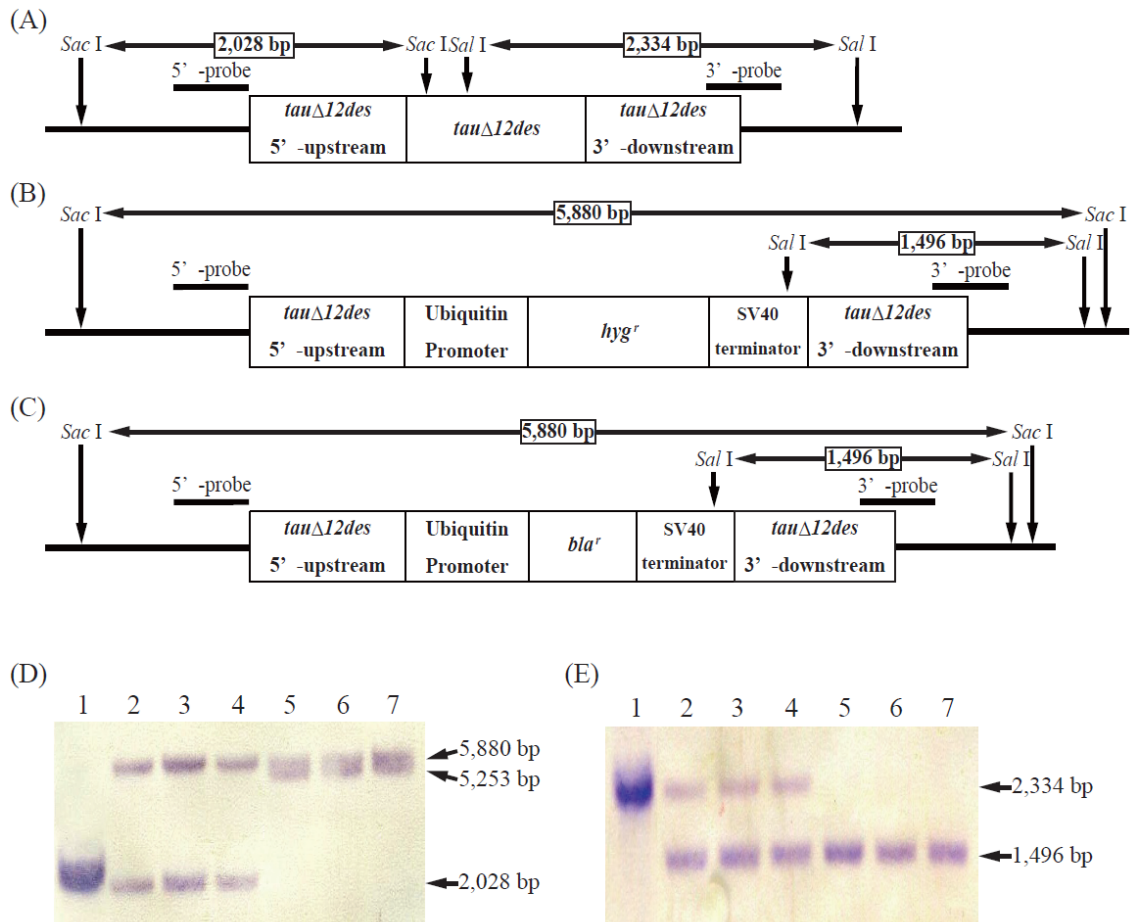 (A)
2,028 bp
2,334 bp
Sac I
Sac I
Sal I
Sal I
5' -probe
3' -probe
tauΔ12des
5' -upstream
tauΔ12des
tauΔ12des
3' -downstream
(B)
5,880 bp
Sac I
Sac I
Sal I
1,496 bp
Sal I
5' -probe
3' -probe
tauΔ12des
5' -upstream
Ubiquitin
Promoter
hygʳ
SV40
terminator
tauΔ12des
3' -downstream
(C)
5,880 bp
Sac I
Sac I
Sal I
1,496 bp
Sal I
5' -probe
3' -probe
tauΔ12des
5' -upstream
Ubiquitin
Promoter
blaʳ
SV40
terminator
tauΔ12des
3' -downstream
(D)
1 2 3 4 5 6 7
5,880 bp
5,253 bp
2,028 bp
(E)
1 2 3 4 5 6 7
2,334 bp
1,496 bp